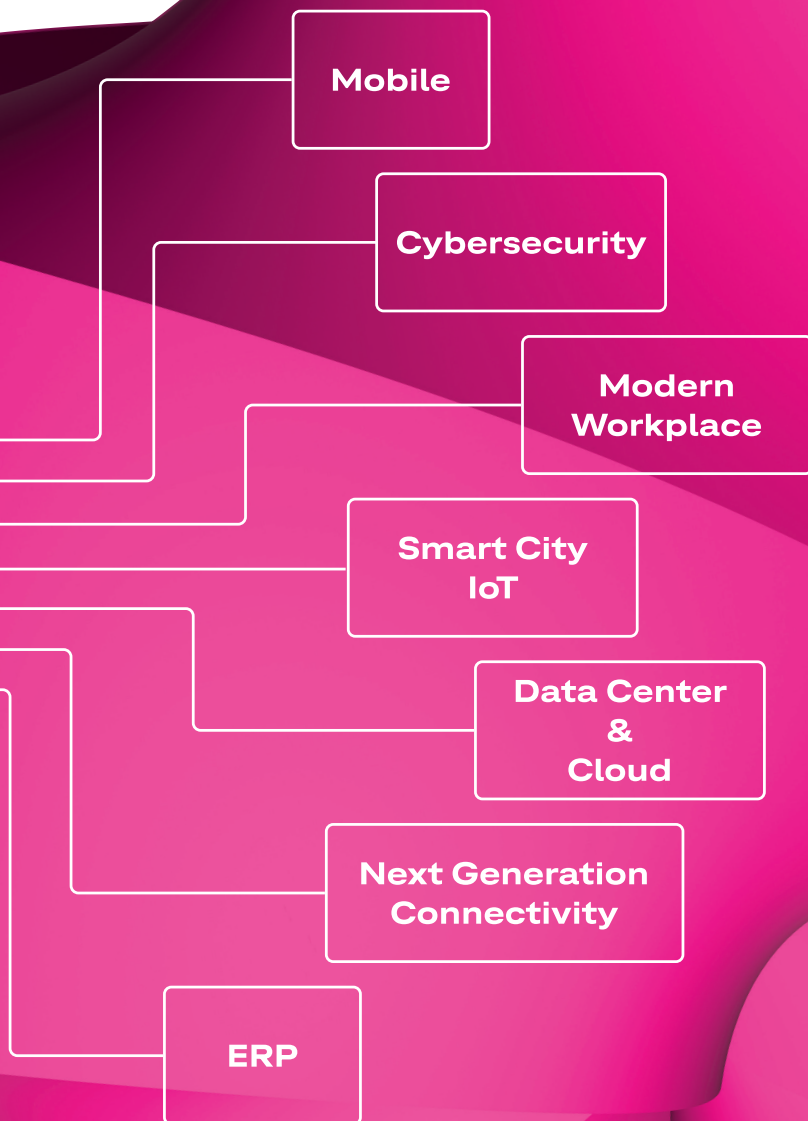 Mobile
Cybersecurity
Modern
Workplace
Smart City
IoT
Data Center
&
Cloud
Next Generation
Connectivity
ERP